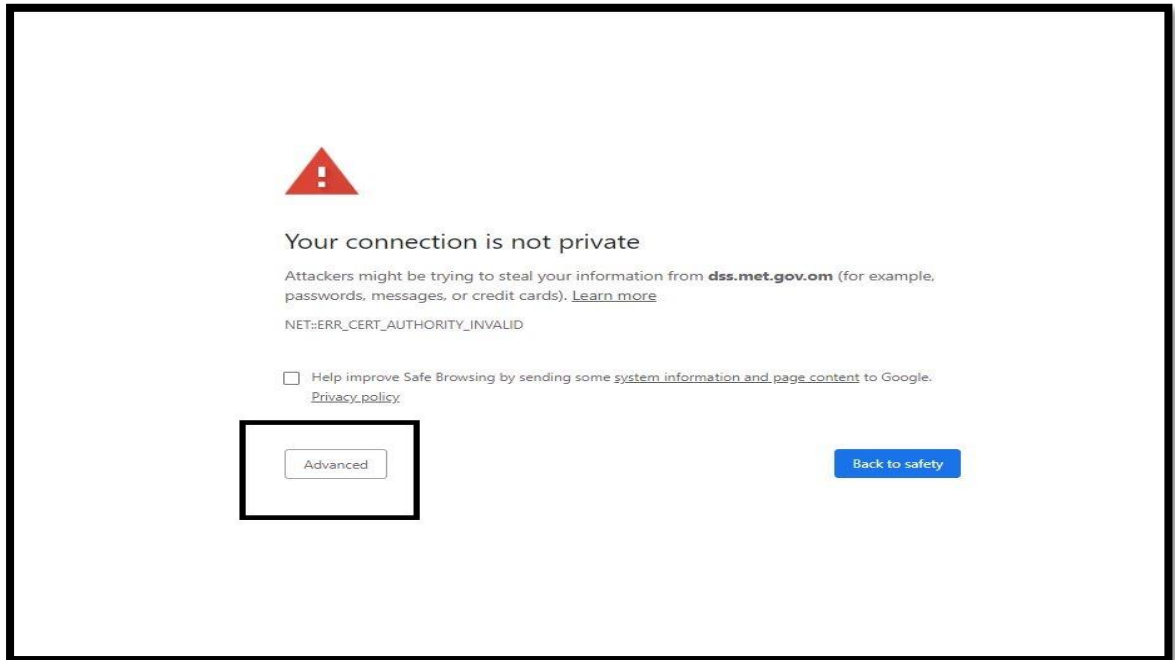 Your connection is not private
Attackers might be trying to steal your information from dss.met.gov.om (for example,
passwords, messages, or credit cards). Learn more
NET::ERR_CERT_AUTHORITY_INVALID
Help improve Safe Browsing by sending some system information and page content to Google.
Privacy policy
Advanced
Back to safety